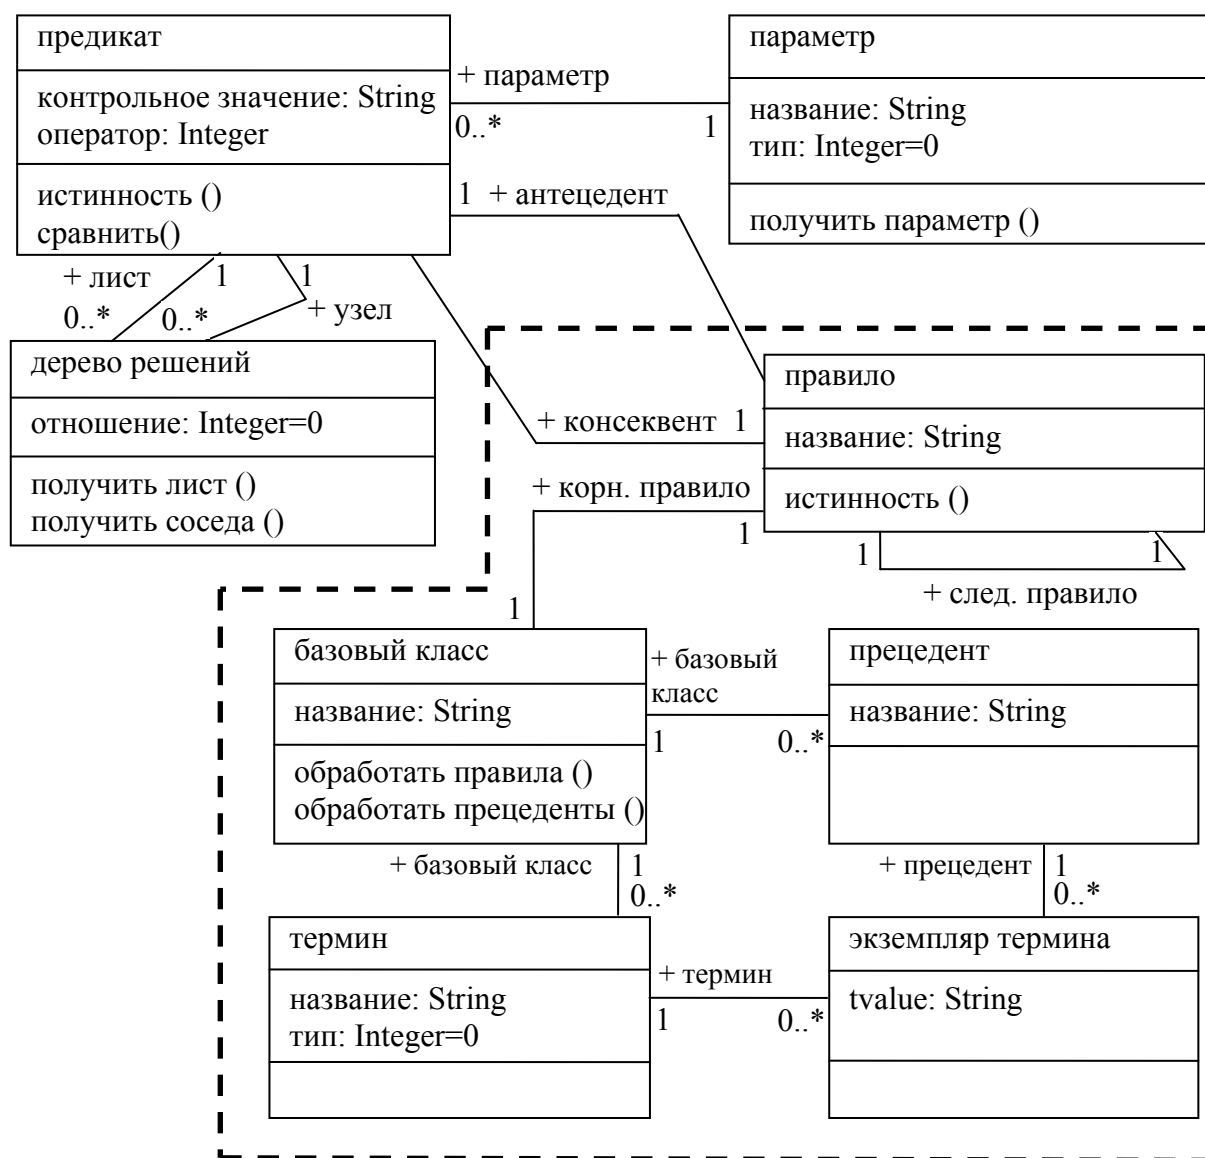 предикат
контрольное значение: String
оператор: Integer
истинность ()
сравнить()
+ параметр
0..*
1
параметр
название: String
тип: Integer=0
получить параметр ()
1 + антецедент
+ лист
1
1
0..*
0..*
+ узел
дерево решений
отношение: Integer=0
получить лист ()
получить соседа ()
правило
название: String
истинность ()
+ консеквент 1
+ корн. правило
1
1
1
+ след. правило
1
базовый класс
название: String
обработать правила ()
обработать прецеденты ()
+ базовый
класс
1
0..*
прецедент
название: String
+ базовый класс
1
0..*
+ прецедент
1
0..*
термин
название: String
тип: Integer=0
+ термин
1
0..*
экземпляр термина
tvalue: String